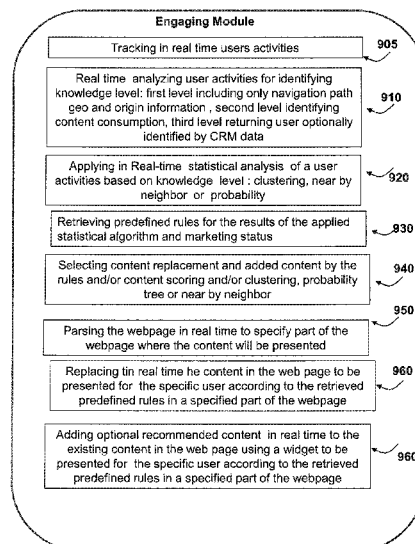 Engaging Module
Tracking in real time users activities
905
Real time analyzing user activities for identifying
knowledge level: first level including only navigation path
geo and origin information , second level identifying
content consumption, third level returning user optionally
identified by CRM data
910
Applying in Real-time statistical analysis of a user
activities based on knowledge level : clustering, near by
neighbor or probability
920
Retrieving predefined rules for the results of the applied
statistical algorithm and marketing status
930
Selecting content replacement and added content by the
rules and/or content scoring and/or clustering, probability
tree or near by neighbor
940
950
Parsing the webpage in real time to specify part of the
webpage where the content will be presented
Replacing tin real time he content in the web page to be
presented for the specific user according to the retrieved
predefined rules in a specified part of the webpage
960
Adding optional recommended content in real time to the
existing content in the web page using a widget to be
presented for the specific user according to the retrieved
predefined rules in a specified part of the webpage
960